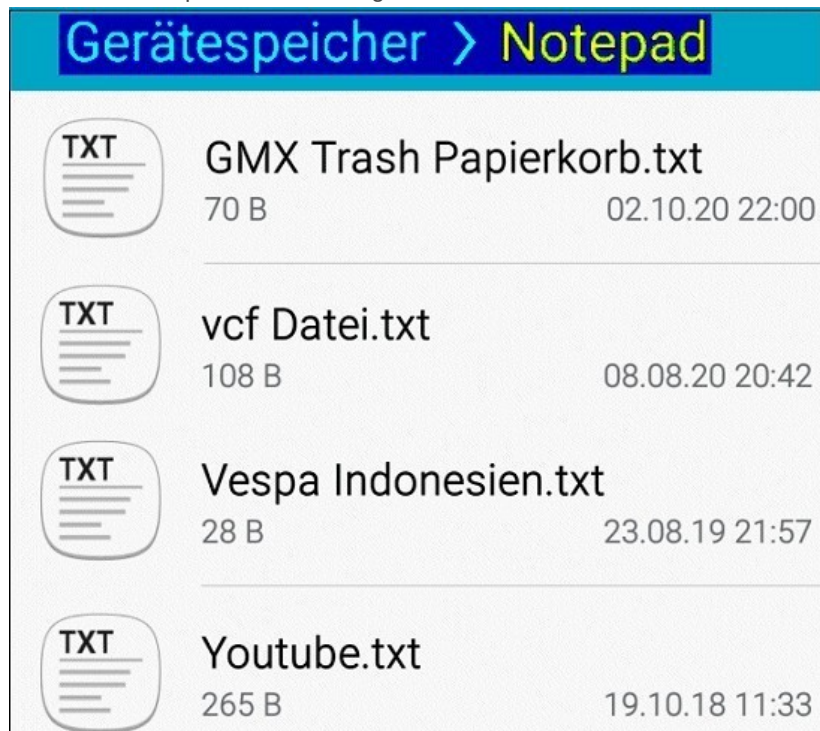 Gerätespeicher > Notepad
TXT
GMX Trash Papierkorb.txt
70 B 02.10.20 22:00
TXT
vcf Datei.txt
108 B 08.08.20 20:42
TXT
Vespa Indonesien.txt
28 B 23.08.19 21:57
TXT
Youtube.txt
265 B 19.10.18 11:33